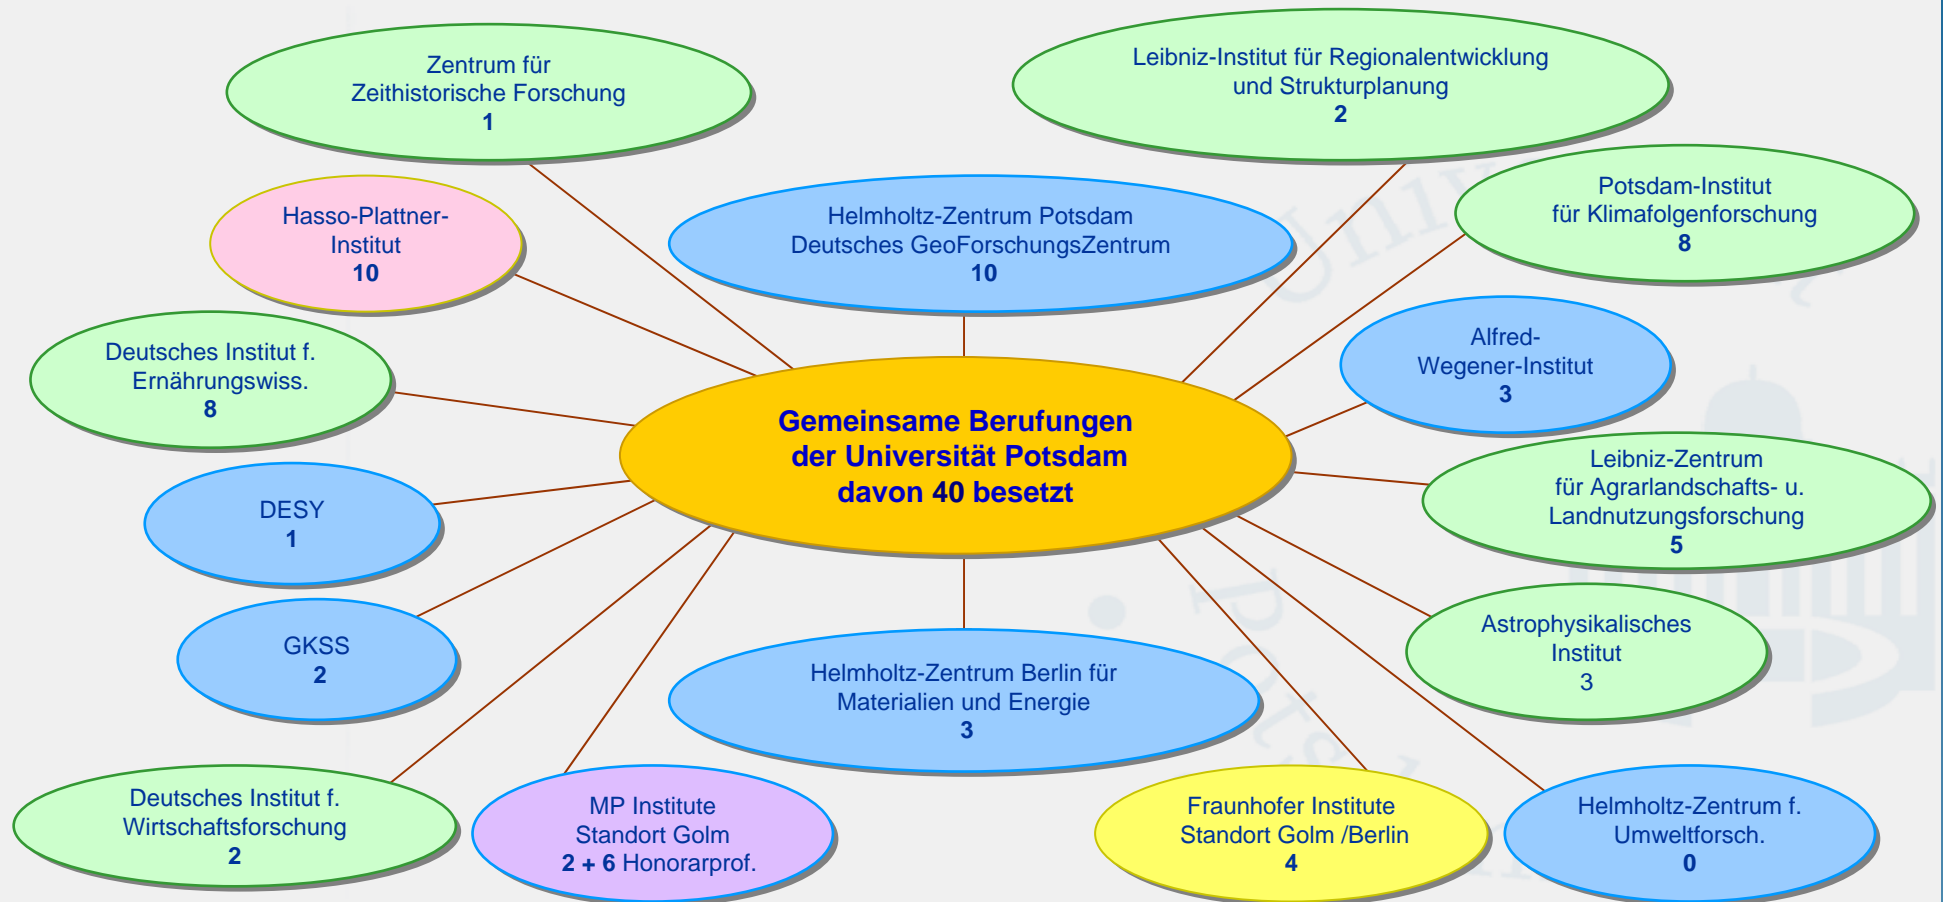 Zentrum für
Zeithistorische Forschung
1
Leibniz-Institut für Regionalentwicklung
und Strukturplanung
2
Hasso-Plattner-
Institut
10
Helmholtz-Zentrum Potsdam
Deutsches GeoForschungsZentrum
10
Potsdam-Institut
für Klimafolgenforschung
8
Deutsches Institut f.
Ernährungswiss.
8
Alfred-
Wegener-Institut
3
Gemeinsame Berufungen
der Universität Potsdam
davon 40 besetzt
Leibniz-Zentrum
für Agrarlandschafts- u.
Landnutzungsforschung
5
DESY
1
GKSS
2
Astrophysikalisches
Institut
3
Helmholtz-Zentrum Berlin für
Materialien und Energie
3
Deutsches Institut f.
Wirtschaftsforschung
2
MP Institute
Standort Golm
2 + 6 Honorarprof.
Fraunhofer Institute
Standort Golm /Berlin
4
Helmholtz-Zentrum f.
Umweltforsch.
0